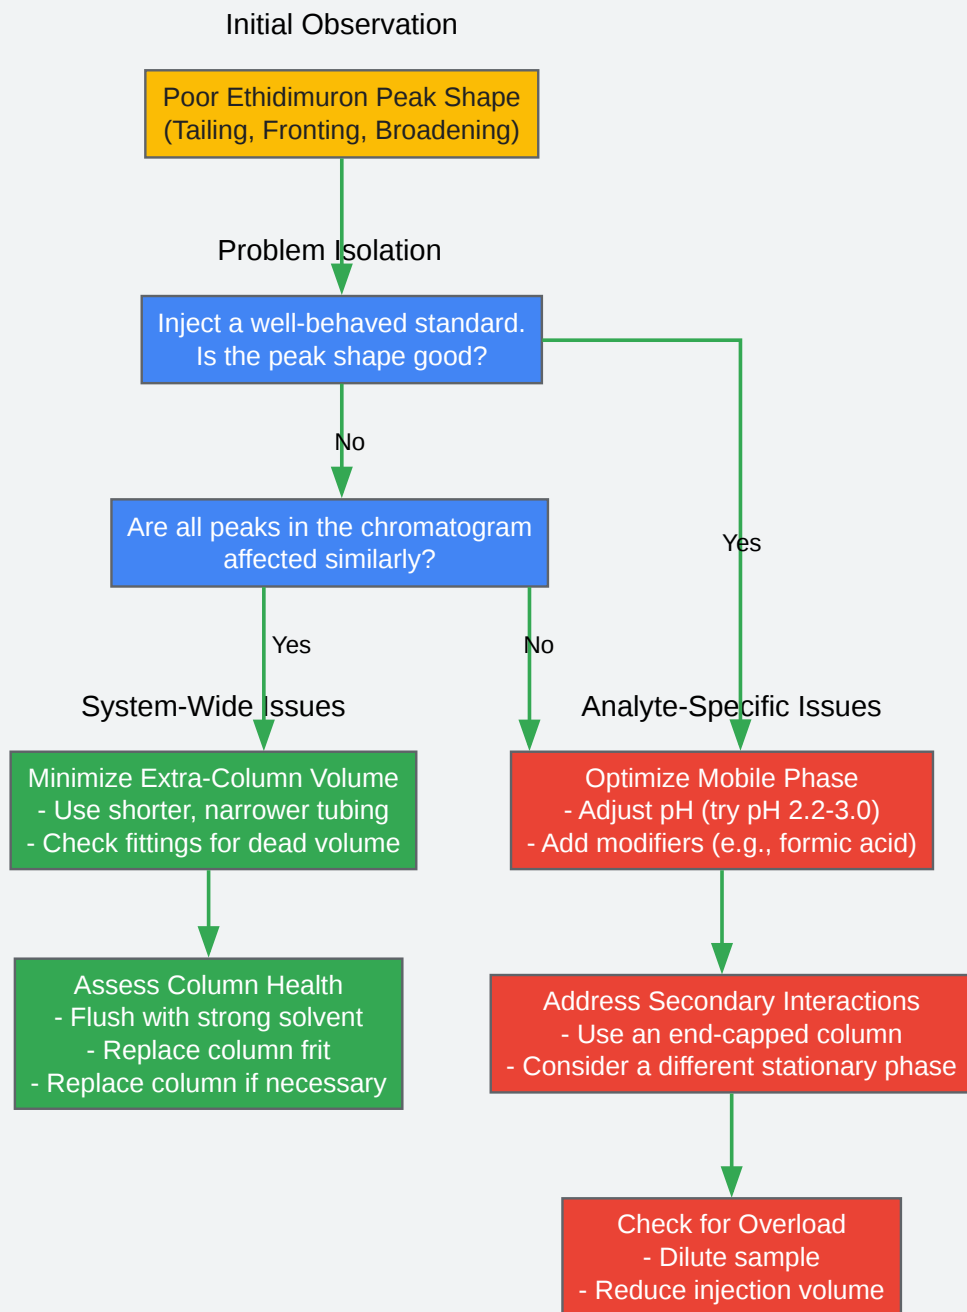 Initial Observation
Poor Ethidimuron Peak Shape
(Tailing, Fronting, Broadening)
Problem Isolation
Inject a well-behaved standard.
Is the peak shape good?
No
Are all peaks in the chromatogram
affected similarly?
Yes
Yes
No
System-Wide Issues
Analyte-Specific Issues
Minimize Extra-Column Volume
- Use shorter, narrower tubing
- Check fittings for dead volume
Optimize Mobile Phase
- Adjust pH (try pH 2.2-3.0)
- Add modifiers (e.g., formic acid)
Assess Column Health
- Flush with strong solvent
- Replace column frit
- Replace column if necessary
Address Secondary Interactions
- Use an end-capped column
- Consider a different stationary phase
Check for Overload
- Dilute sample
- Reduce injection volume